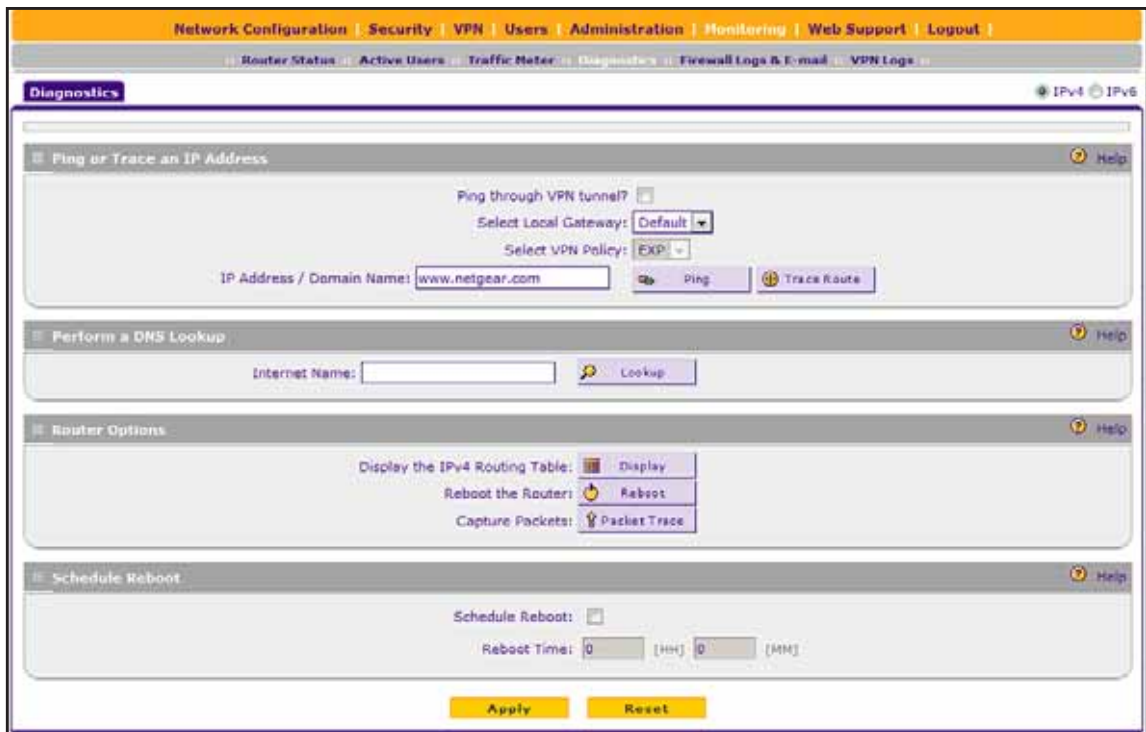 Network Configuration | Security | VPN | Users | Administration | Monitoring | Web Support | Logout |
:: Router Status :: Active Users :: Traffic Meter :: Diagnostics :: Firewall Logs & E-mail :: VPN Logs ::
Diagnostics
IPv4 IPv6
Ping or Trace an IP Address
Help
Ping through VPN tunnel?
Select Local Gateway: Default
Select VPN Policy: EXP
IP Address / Domain Name: www.netgear.com Ping Trace Route
Perform a DNS Lookup
Help
Internet Name: Lookup
Router Options
Help
Display the IPv4 Routing Table: Display
Reboot the Router: Reboot
Capture Packets: Packet Trace
Schedule Reboot
Help
Schedule Reboot:
Reboot Time: 0 [HH] 0 [MM]
Apply Reset